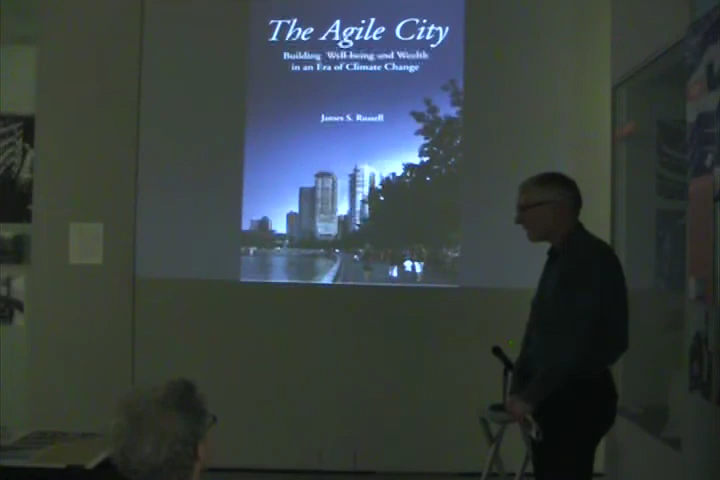 The Agile City
Building Well-being and Wealth
in an Era of Climate Change
James S. Russell